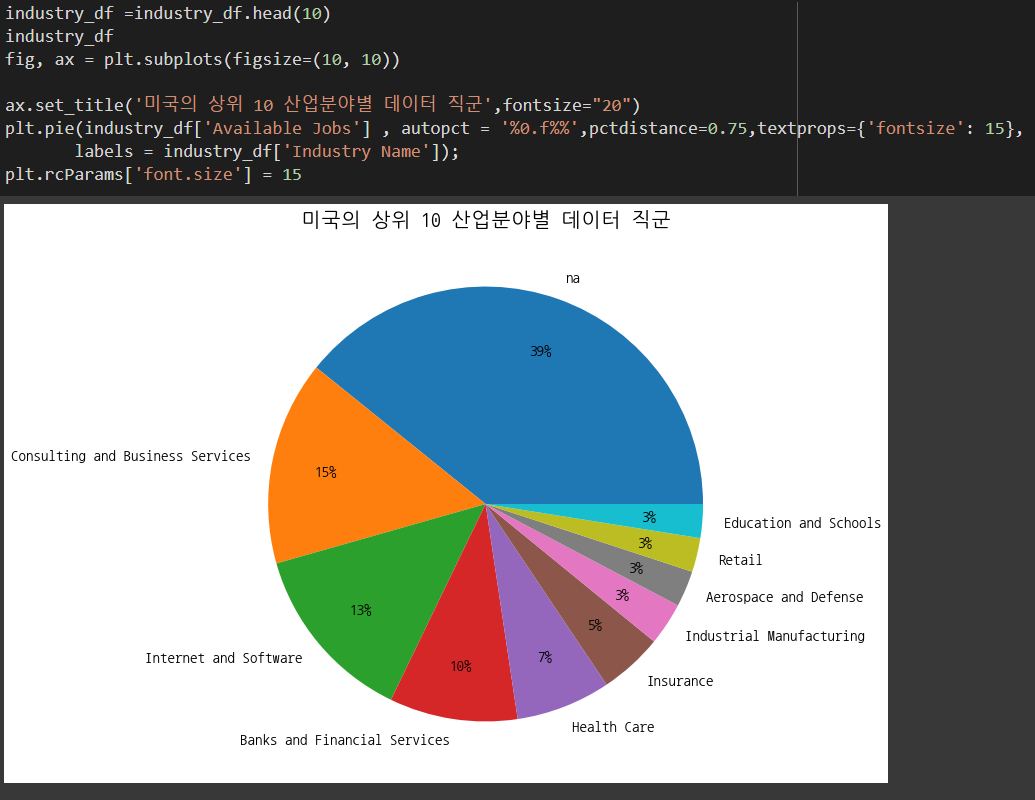 industry_df =industry_df.head(10)
industry_df
fig, ax = plt.subplots(figsize=(10, 10))
ax.set_title('미국의 상위 10 산업분야별 데이터 직군',fontsize="20")
plt.pie(industry_df['Available Jobs'] , autopct = '%0.f%%',pctdistance=0.75,textprops={'fontsize': 15},
labels = industry_df['Industry Name']);
plt.rcParams['font.size'] = 15
미국의 상위 10 산업분야별 데이터 직군
na
39%
Consulting and Business Services
15%
3%
Education and Schools
3%
Retail
3%
Aerospace and Defense
3%
Industrial Manufacturing
13%
5%
Internet and Software
10%
7%
Insurance
Health Care
Banks and Financial Services